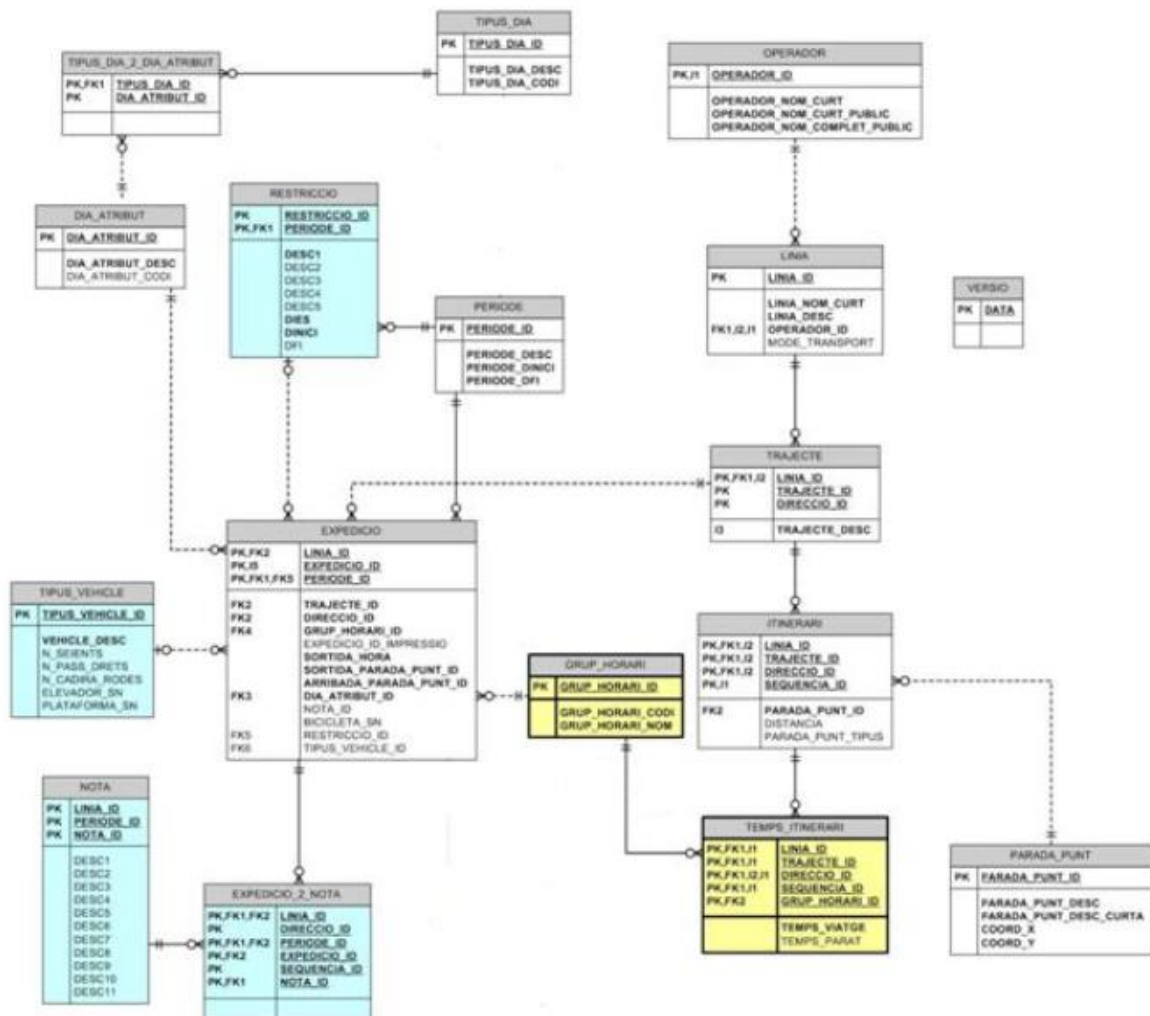 TIPUS_DIA
PK TIPUS_DIA_ID
TIPUS_DIA_DESC
TIPUS_DIA_CODI
TIPUS_DIA_2_DIA_ATRIBUT
PK,FK1 TIPUS_DIA_ID
PK DIA_ATRIBUT_ID
OPERADOR
PK,I1 OPERADOR_ID
OPERADOR_NOM_CURT
OPERADOR_NOM_CURT_PUBLIC
OPERADOR_NOM_COMPLET_PUBLIC
DIA_ATRIBUT
PK DIA_ATRIBUT_ID
DIA_ATRIBUT_DESC
DIA_ATRIBUT_CODI
RESTRICCIO
PK RESTRICCIO_ID
PK,FK1 PERIODE_ID
DESC1
DESC2
DESC3
DESC4
DESC5
DIES
DINICI
DFI
PERIODE
PK PERIODE_ID
PERIODE_DESC
PERIODE_DINICI
PERIODE_DFI
LINIA
PK LINIA_ID
LINIA_NOM_CURT
LINIA_DESC
FK1,I2,I1 OPERADOR_ID
MODE_TRANSPORT
VERSIO
PK DATA
TRAJECTE
PK,FK1,I2 LINIA_ID
PK TRAJECTE_ID
PK DIRECCIO_ID
I3 TRAJECTE_DESC
EXPEDICIO
PK,FK2 LINIA_ID
PK,I5 EXPEDICIO_ID
PK,FK1,FK5 PERIODE_ID
FK2 TRAJECTE_ID
FK2 DIRECCIO_ID
FK4 GRUP_HORARI_ID
EXPEDICIO_ID_IMPRESSIO
SORTIDA_HORA
SORTIDA_PARADA_PUNT_ID
ARRIBADA_PARADA_PUNT_ID
FK3 DIA_ATRIBUT_ID
NOTA_ID
BICICLETA_SN
FK5 RESTRICCIO_ID
FK6 TIPUS_VEHICLE_ID
TIPUS_VEHICLE
PK TIPUS_VEHICLE_ID
VEHICLE_DESC
N_SEIENTS
N_PASS_DRETS
N_CADIRA_RODES
ELEVADOR_SN
PLATAFORMA_SN
ITINERARI
PK,FK1,I2 LINIA_ID
PK,FK1,I2 TRAJECTE_ID
PK,FK1,I2 DIRECCIO_ID
PK,I1 SEQUENCIA_ID
FK2 PARADA_PUNT_ID
DISTANCIA
PARADA_PUNT_TIPUS
GRUP_HORARI
PK GRUP_HORARI_ID
GRUP_HORARI_CODI
GRUP_HORARI_NOM
NOTA
PK LINIA_ID
PK PERIODE_ID
PK NOTA_ID
DESC1
DESC2
DESC3
DESC4
DESC5
DESC6
DESC7
DESC8
DESC9
DESC10
DESC11
TEMPS_ITINERARI
PK,FK1,I1 LINIA_ID
PK,FK1,I1 TRAJECTE_ID
PK,FK1,I2,I1 DIRECCIO_ID
PK,FK1,I1 SEQUENCIA_ID
PK,FK2 GRUP_HORARI_ID
TEMPS_VIATGE
TEMPS_PARAT
PARADA_PUNT
PK PARADA_PUNT_ID
PARADA_PUNT_DESC
PARADA_PUNT_DESC_CURTA
COORD_X
COORD_Y
EXPEDICIO_2_NOTA
PK,FK1,FK2 LINIA_ID
PK DIRECCIO_ID
PK,FK1,FK2 PERIODE_ID
PK,FK2 EXPEDICIO_ID
PK SEQUENCIA_ID
PK,FK1 NOTA_ID